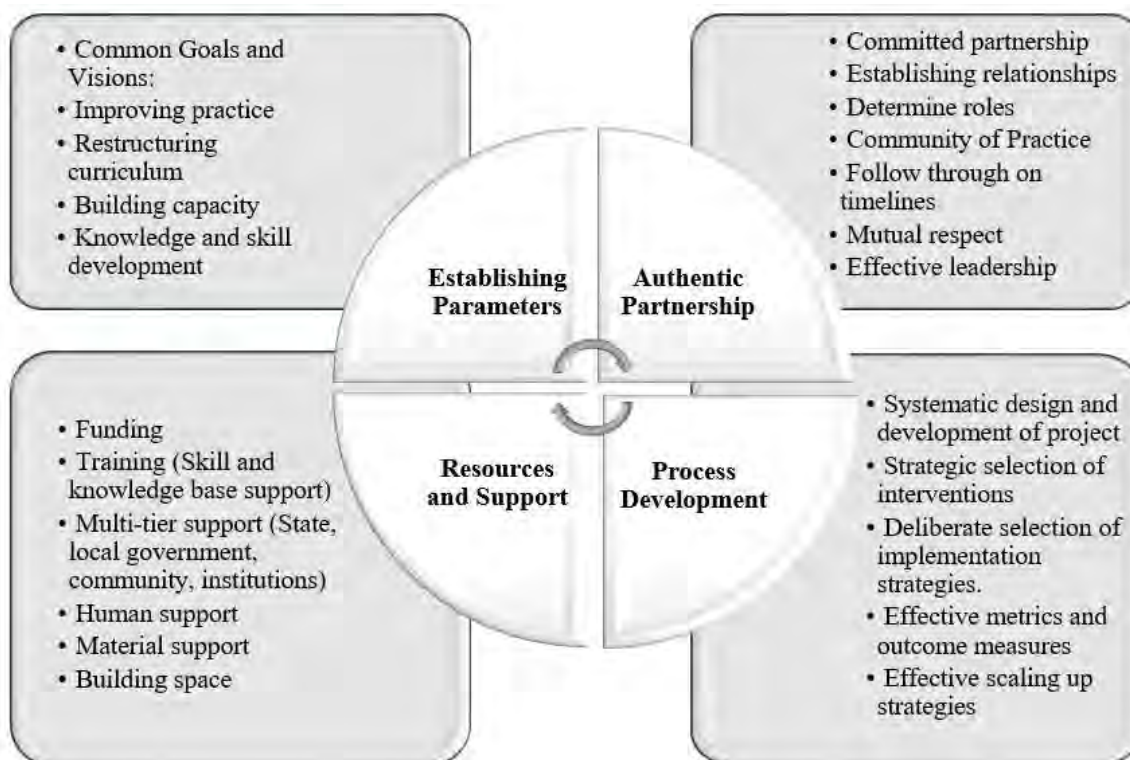 • Common Goals and
Visions:
• Improving practice
• Restructuring
curriculum
• Building capacity
• Knowledge and skill
development
• Committed partnership
• Establishing relationships
• Determine roles
• Community of Practice
• Follow through on
timelines
• Mutual respect
• Effective leadership
Establishing
Parameters
Authentic
Partnership
Resources
and Support
Process
Development
• Funding
• Training (Skill and
knowledge base support)
• Multi-tier support (State,
local government,
community, institutions)
• Human support
• Material support
• Building space
• Systematic design and
development of project
• Strategic selection of
interventions
• Deliberate selection of
implementation
strategies.
• Effective metrics and
outcome measures
• Effective scaling up
strategies